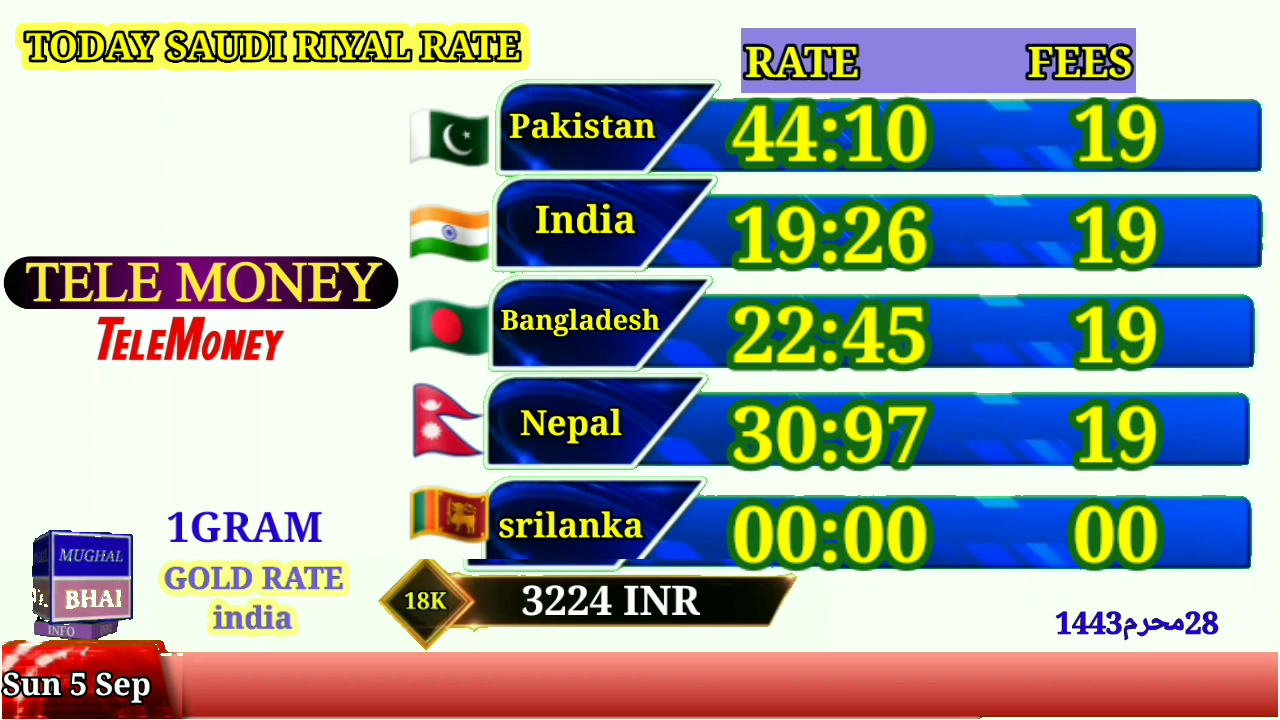 TODAY SAUDI RIYAL RATE
RATE FEES
Pakistan 44:10 19
India 19:26 19
Bangladesh 22:45 19
Nepal 30:97 19
srilanka 00:00 00
TELE MONEY
TELEMONEY
1GRAM
GOLD RATE
india
18K 3224 INR
MUGHAL
BHAI
INFO
28محرم1443
Sun 5 Sep